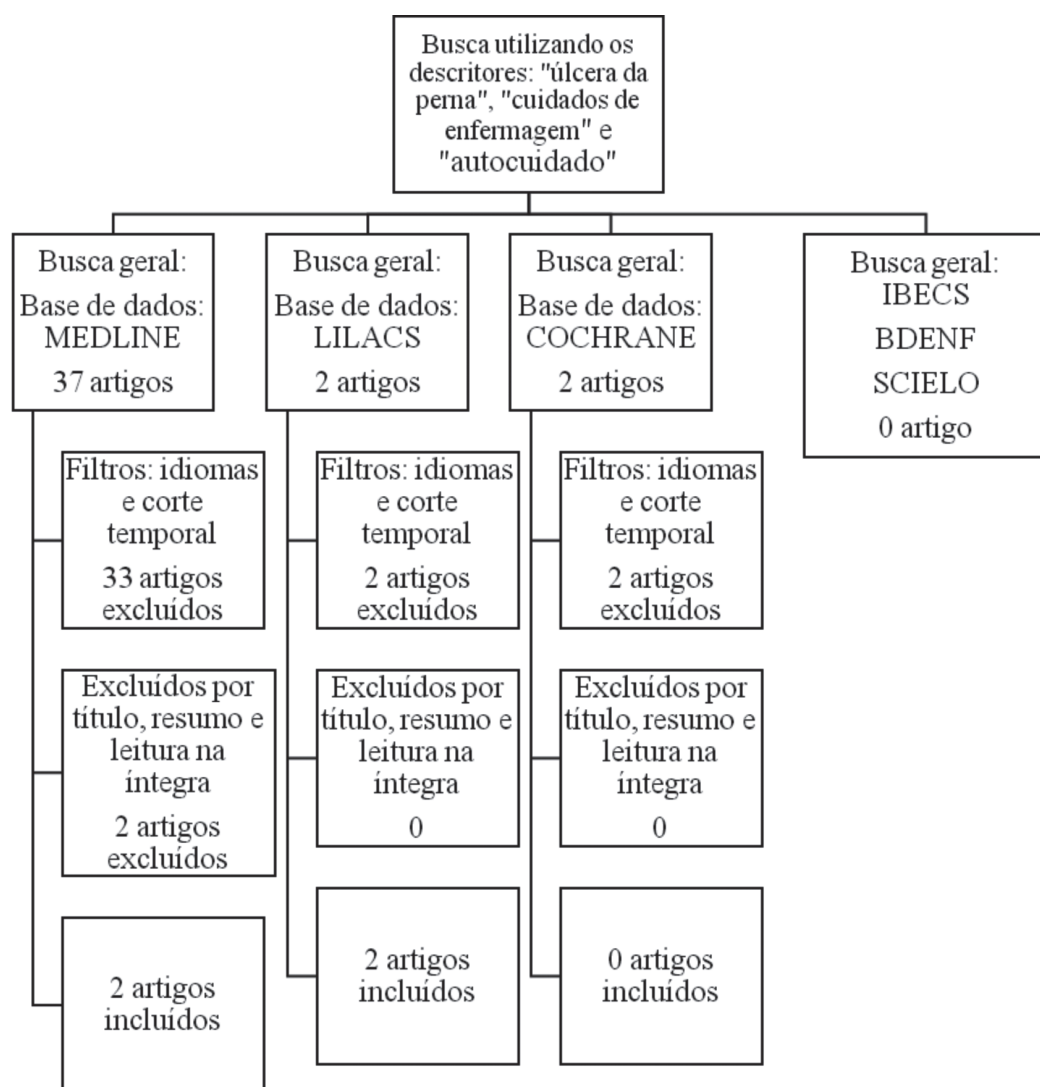 Busca utilizando os
descritores: "úlcera da
perna", "cuidados de
enfermagem" e
"autocuidado"
Busca geral:
Base de dados:
MEDLINE
37 artigos
Filtros: idiomas
e corte
temporal
33 artigos
excluídos
Excluídos por
título, resumo e
leitura na
íntegra
2 artigos
excluídos
2 artigos
incluídos
Busca geral:
Base de dados:
LILACS
2 artigos
Filtros: idiomas
e corte
temporal
2 artigos
excluídos
Excluídos por
título, resumo e
leitura na
íntegra
0
2 artigos
incluídos
Busca geral:
Base de dados:
COCHRANE
2 artigos
Filtros: idiomas
e corte
temporal
2 artigos
excluídos
Excluídos por
título, resumo e
leitura na
íntegra
0
0 artigos
incluídos
Busca geral:
IBECS
BDENF
SCIELO
0 artigo